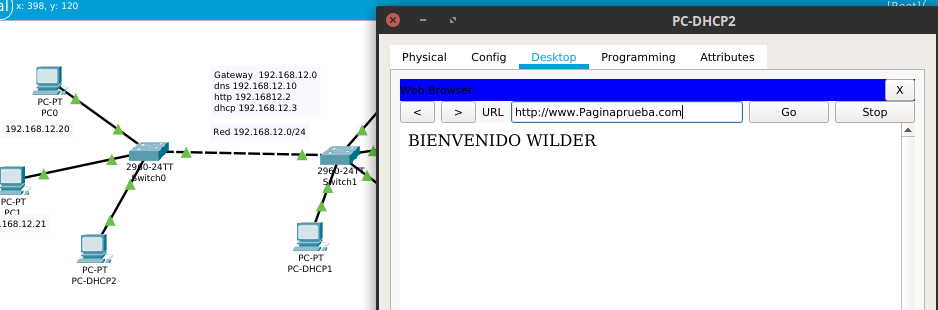 x: 398, y: 120
PC-DHCP2
Physical
Config
Desktop
Programming
Attributes
Web Browser
X
<
>
URL
http://www.Paginaprueba.com
Go
Stop
BIENVENIDO WILDER
Gateway 192.168.12.0
dns 192.168.12.10
http 192.16812.2
dhcp 192.168.12.3
Red 192.168.12.0/24
PC-PT
PC0
192.168.12.20
2960-24TT
Switch0
2960-24TT
Switch1
PC-PT
PC1
.168.12.21
PC-PT
PC-DHCP2
PC-PT
PC-DHCP1